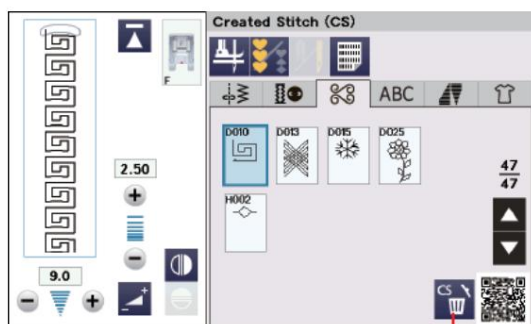 Created Stitch (CS)
F
ABC
D010 D013 D015 D025
2.50
47
47
H002
9.0
CS